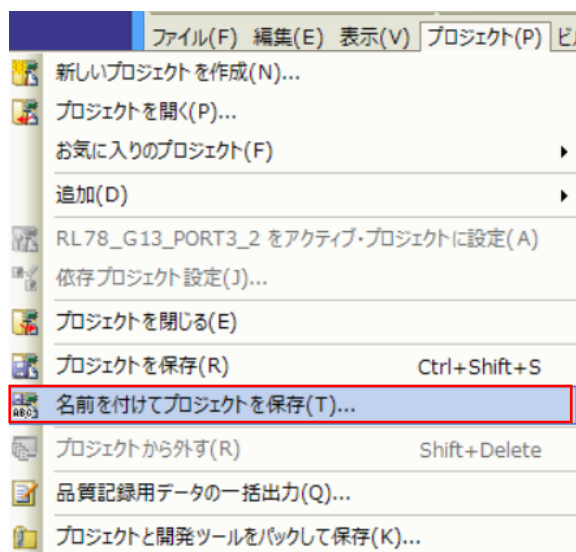 ファイル(F) 編集(E) 表示(V) プロジェクト(P) ビル
新しいプロジェクトを作成(N)...
プロジェクトを開く(P)...
お気に入りのプロジェクト(F)
追加(D)
RL78_G13_PORT3_2 をアクティブ・プロジェクトに設定(A)
依存プロジェクト設定(J)...
プロジェクトを閉じる(E)
プロジェクトを保存(R) Ctrl+Shift+S
名前を付けてプロジェクトを保存(T)...
プロジェクトから外す(R) Shift+Delete
品質記録用データの一括出力(Q)...
プロジェクトと開発ツールをパックして保存(K)...